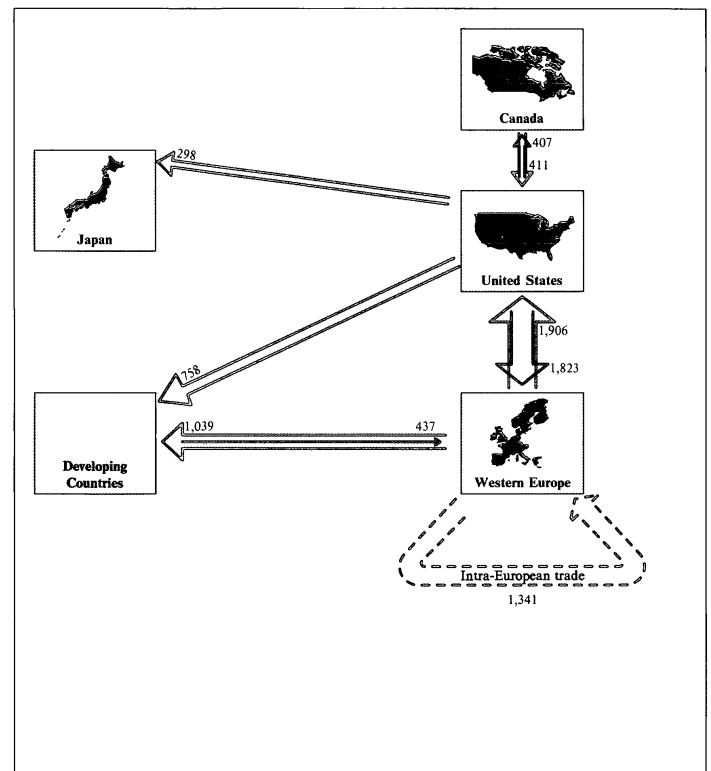 Canada
407
411
298
Japan
United States
1,906
1,823
758
1,039
437
Developing
Countries
Western Europe
Intra-European trade
1,341